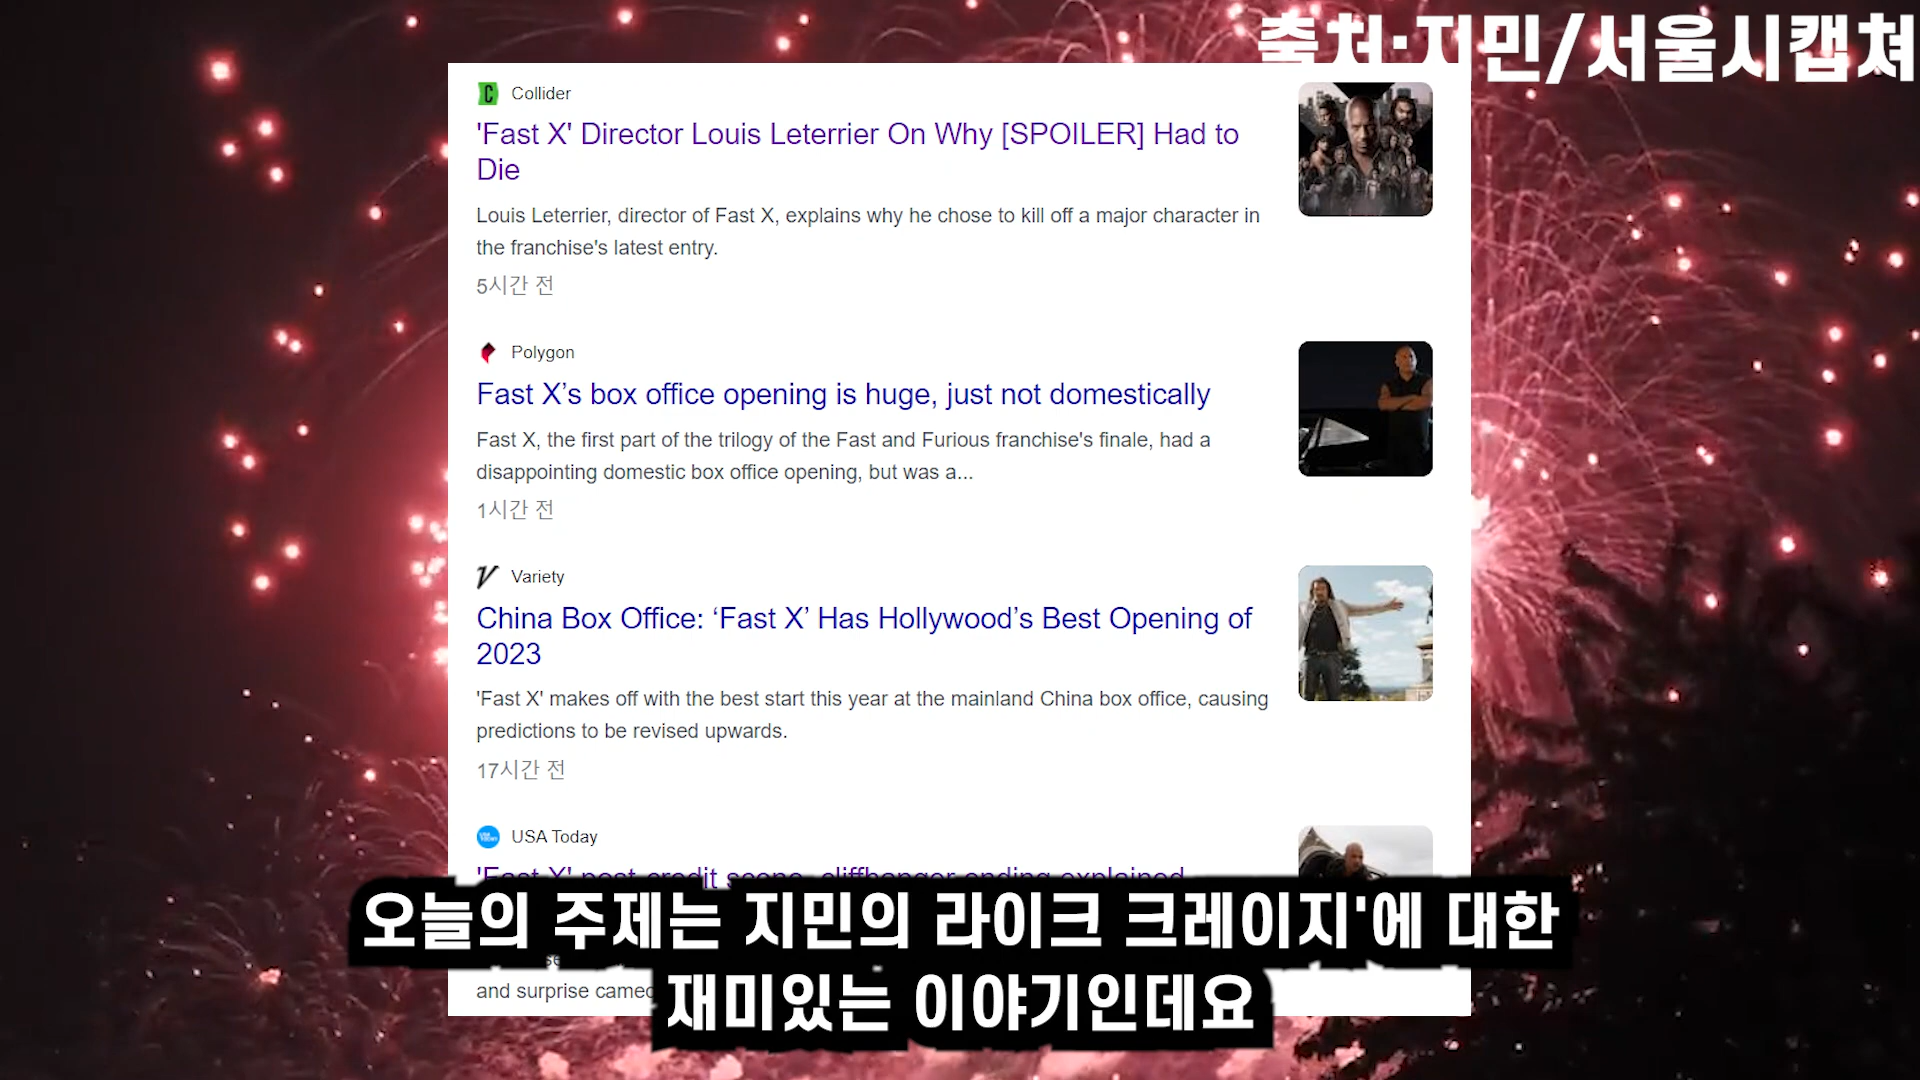 출처·지민/서울시캡쳐
Collider
'Fast X' Director Louis Leterrier On Why [SPOILER] Had to
Die
Louis Leterrier, director of Fast X, explains why he chose to kill off a major character in
the franchise's latest entry.
5시간 전
Polygon
Fast X’s box office opening is huge, just not domestically
Fast X, the first part of the trilogy of the Fast and Furious franchise's finale, had a
disappointing domestic box office opening, but was a...
1시간 전
Variety
China Box Office: ‘Fast X’ Has Hollywood’s Best Opening of
2023
'Fast X' makes off with the best start this year at the mainland China box office, causing
predictions to be revised upwards.
17시간 전
USA Today
'Fast X' post-credit scene, cliffhanger ending explained
and surprise
오늘의 주제는 지민의 라이크 크레이지'에 대한
재미있는 이야기인데요